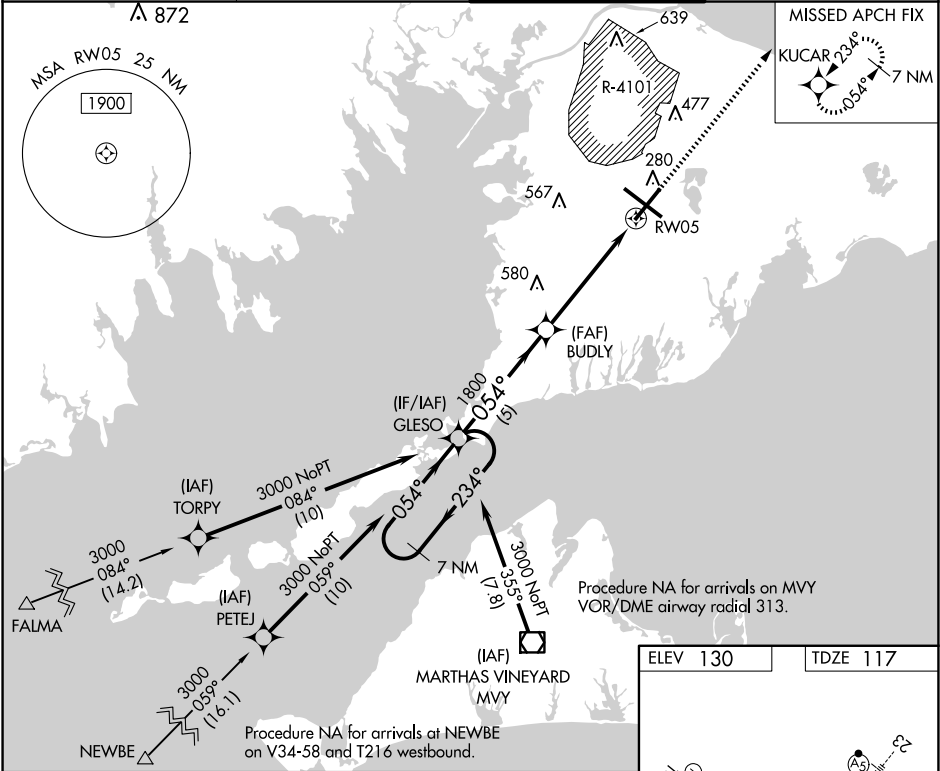 872
MSA RW05 25 NM
1900
639
R-4101
477
280
567
RW05
580
MISSED APCH FIX
KUCAR
234°
054°
7 NM
(FAF)
BUDLY
1800
054°
(5)
(IF/IAF)
GLESO
3000 NoPT
084°
(10)
(IAF)
TORPY
3000
084°
(14.2)
FALMA
054°
234°
7 NM
3000 NoPT
059°
(10)
(IAF)
PETEJ
3000
059°
(16.1)
NEWBE
3000 NoPT
355°
(7.8)
(IAF)
MARTHAS VINEYARD
MVY
Procedure NA for arrivals on MVY
VOR/DME airway radial 313.
Procedure NA for arrivals at NEWBE
on V34-58 and T216 westbound.
ELEV 130
TDZE 117
A5
23